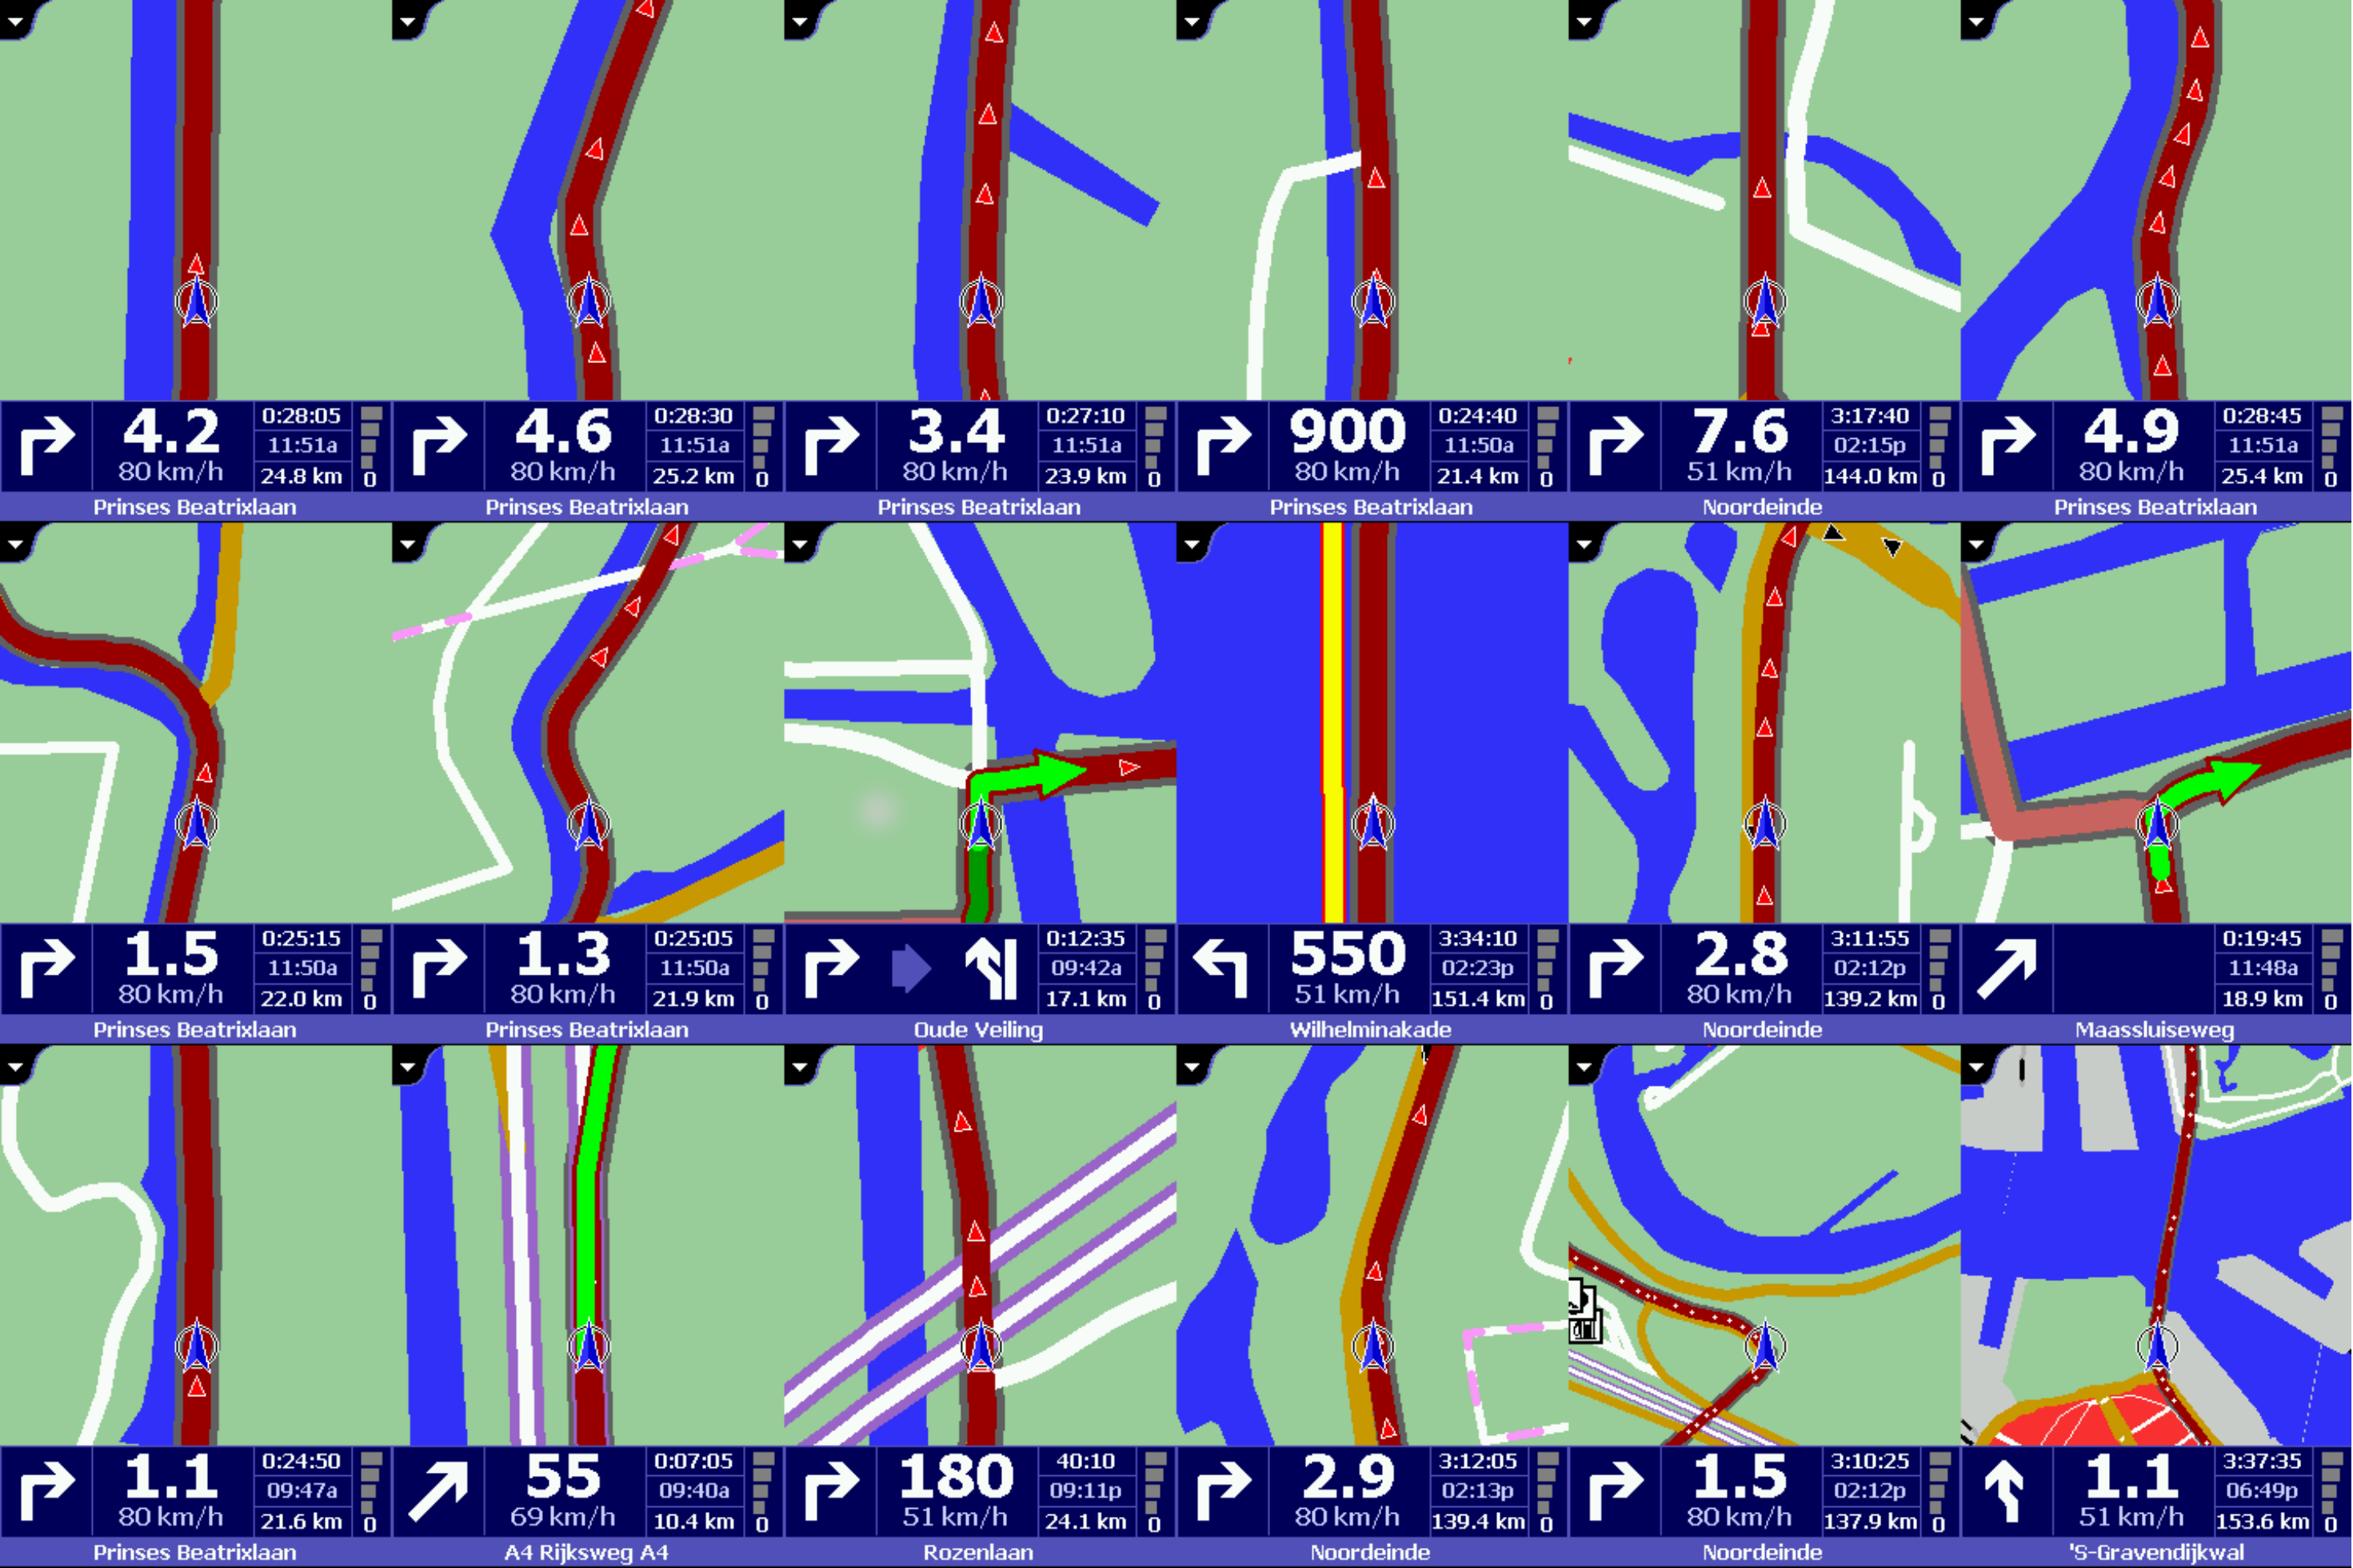 4.2
80 km/h
0:28:05
11:51a
24.8 km
0
Prinses Beatrixlaan
4.6
80 km/h
0:28:30
11:51a
25.2 km
0
Prinses Beatrixlaan
3.4
80 km/h
0:27:10
11:51a
23.9 km
0
Prinses Beatrixlaan
900
80 km/h
0:24:40
11:50a
21.4 km
0
Prinses Beatrixlaan
7.6
51 km/h
3:17:40
02:15p
144.0 km
0
Noordeinde
4.9
80 km/h
0:28:45
11:51a
25.4 km
0
Prinses Beatrixlaan
1.5
80 km/h
0:25:15
11:50a
22.0 km
0
Prinses Beatrixlaan
1.3
80 km/h
0:25:05
11:50a
21.9 km
0
Prinses Beatrixlaan
0:12:35
09:42a
17.1 km
0
Oude Veiling
550
51 km/h
3:34:10
02:23p
151.4 km
0
Wilhelminakade
2.8
80 km/h
3:11:55
02:12p
139.2 km
0
Noordeinde
0:19:45
11:48a
18.9 km
0
Maassluiseweg
1.1
80 km/h
0:24:50
09:47a
21.6 km
0
Prinses Beatrixlaan
55
69 km/h
0:07:05
09:40a
10.4 km
0
A4 Rijksweg A4
180
51 km/h
40:10
09:11p
24.1 km
0
Rozenlaan
2.9
80 km/h
3:12:05
02:13p
139.4 km
0
Noordeinde
1.5
80 km/h
3:10:25
02:12p
137.9 km
0
Noordeinde
1.1
51 km/h
3:37:35
06:49p
153.6 km
0
'S-Gravendijkwal